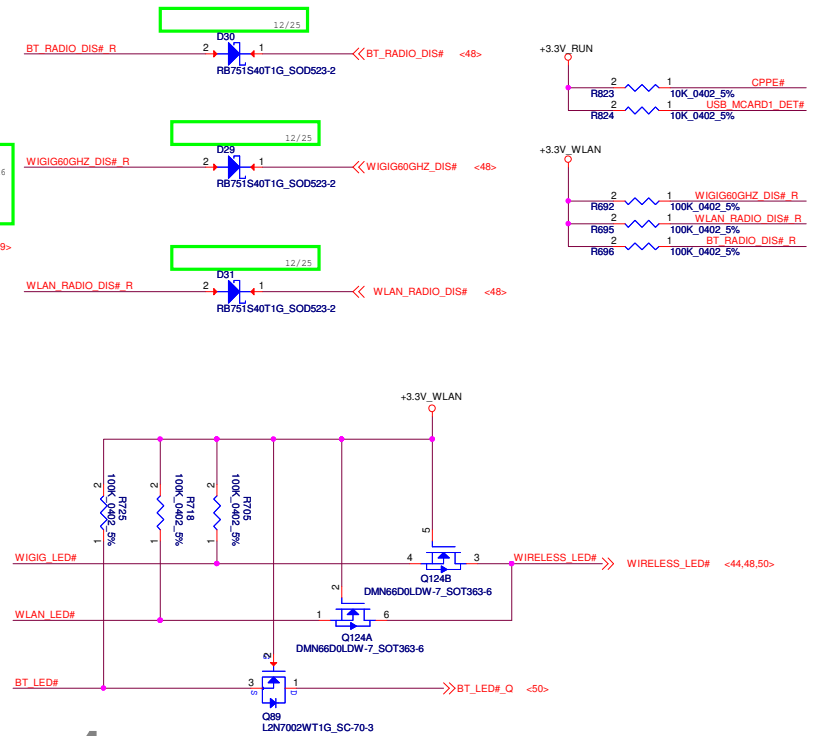 12/25
D30
BT_RADIO_DIS#_R 2 1 BT_RADIO_DIS# <48>
RB751S40T1G_SOD523-2
12/25
D29
WIGIG60GHZ_DIS#_R 2 1 WIGIG60GHZ_DIS# <48>
RB751S40T1G_SOD523-2
6
9>
12/25
D31
WLAN_RADIO_DIS#_R 2 1 WLAN_RADIO_DIS# <48>
RB751S40T1G_SOD523-2
+3.3V_RUN
2 1 CPPE#
R823 10K_0402_5%
2 1 USB_MCARD1_DET#
R824 10K_0402_5%
+3.3V_WLAN
2 1 WIGIG60GHZ_DIS#_R
R692 100K_0402_5%
2 1 WLAN_RADIO_DIS#_R
R695 100K_0402_5%
2 1 BT_RADIO_DIS#_R
R696 100K_0402_5%
+3.3V_WLAN
2 1 R725
100K_0402_5%
2 1 R718
100K_0402_5%
2 1 R705
100K_0402_5%
5
WIGIG_LED# 4 3 WIRELESS_LED# WIRELESS_LED# <44,48,50>
Q124B
DMN66D0LDW-7_SOT363-6
2
WLAN_LED# 1 6
Q124A
DMN66D0LDW-7_SOT363-6
2
G
BT_LED# 3 1 BT_LED#_Q <50>
S D
Q89
L2N7002WT1G_SC-70-3